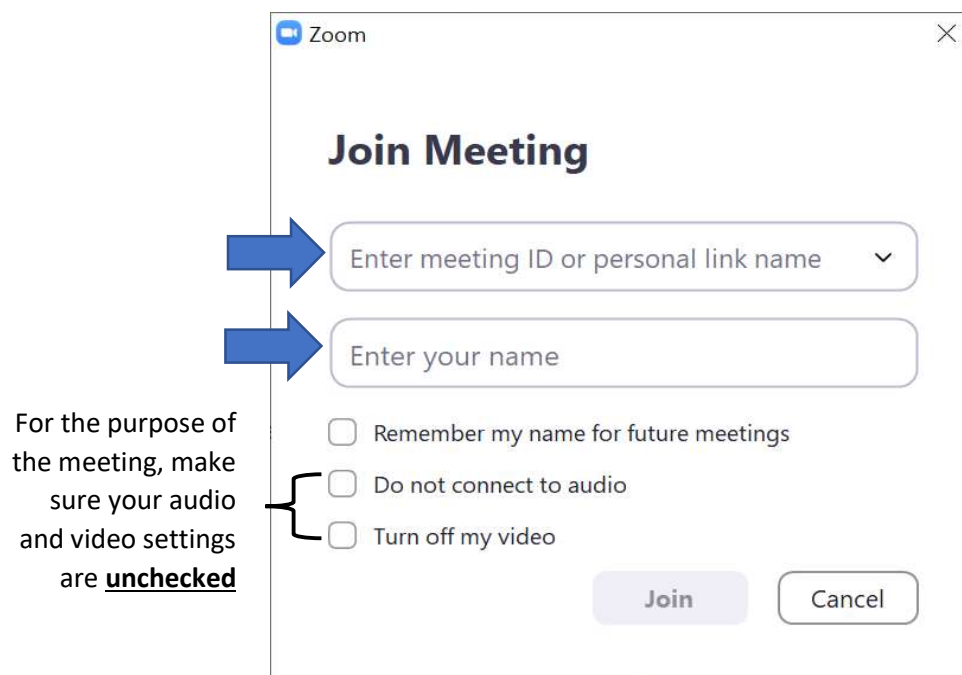 Zoom
Join Meeting
Enter meeting ID or personal link name
Enter your name
For the purpose of
the meeting, make
sure your audio
and video settings
are unchecked
Remember my name for future meetings
Do not connect to audio
Turn off my video
Join
Cancel